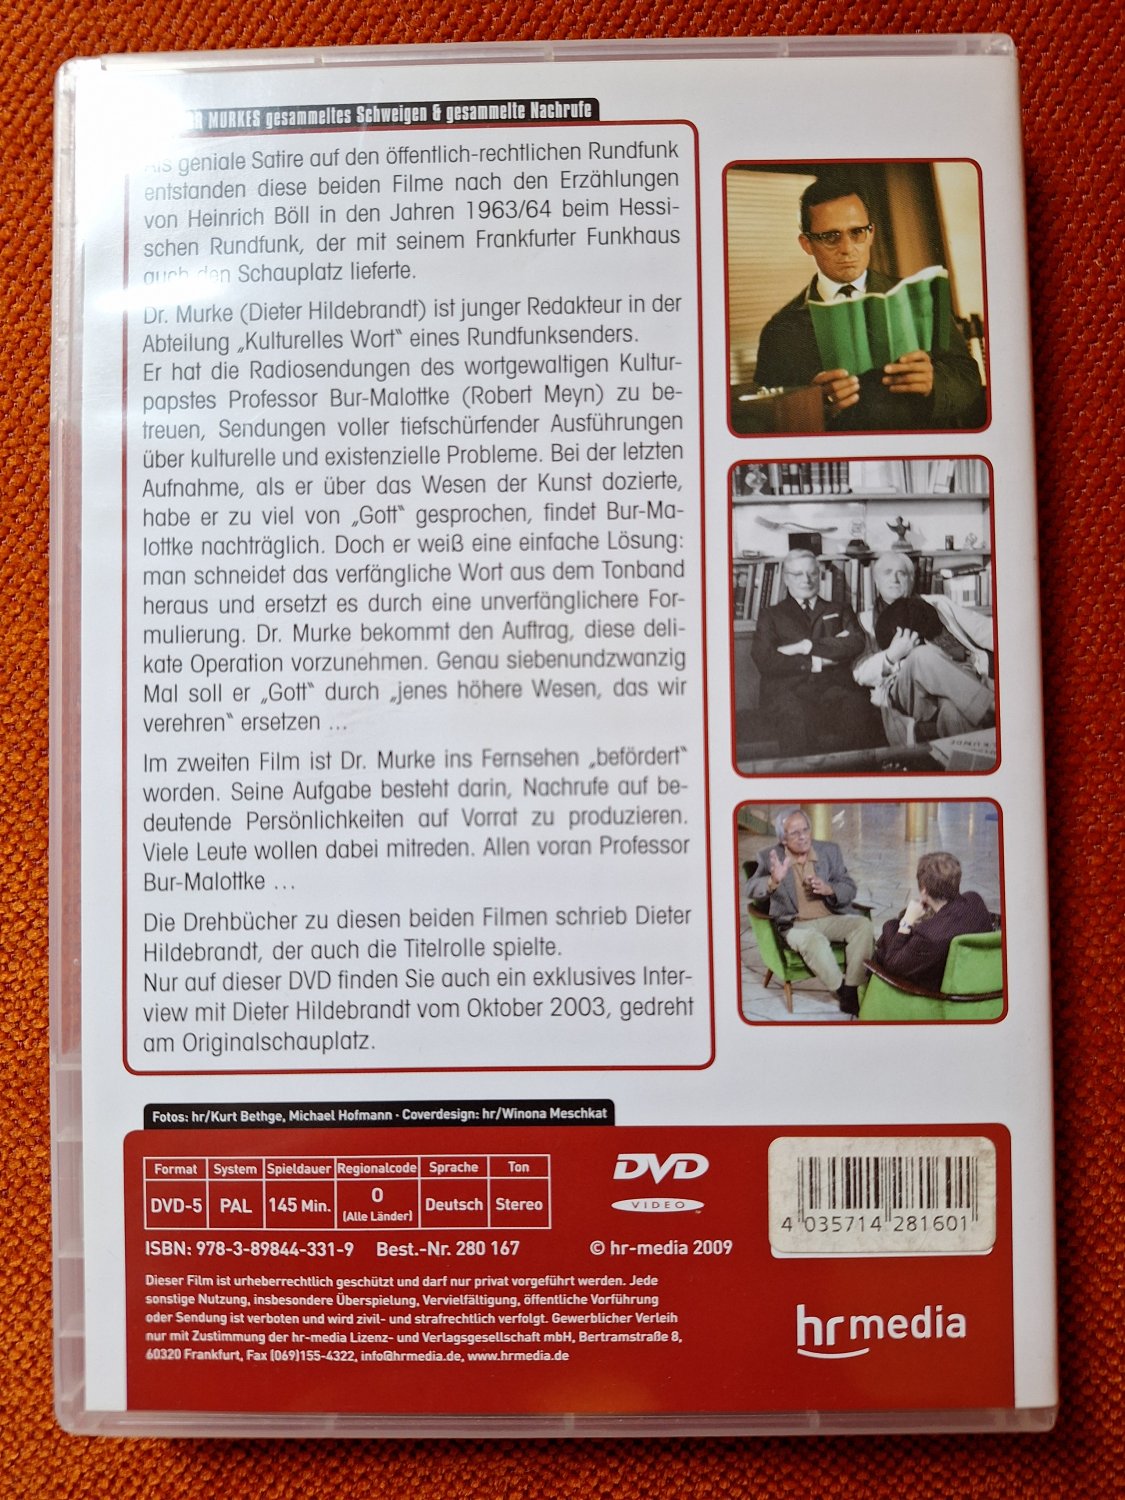 MURKES gesammeltes Schweigen & gesammelte Nachrufe
Als geniale Satire auf den öffentlich-rechtlichen Rundfunk
entstanden diese beiden Filme nach den Erzählungen
von Heinrich Böll in den Jahren 1963/64 beim Hessi-
schen Rundfunk, der mit seinem Frankfurter Funkhaus
auch den Schauplatz lieferte.
Dr. Murke (Dieter Hildebrandt) ist junger Redakteur in der
Abteilung „Kulturelles Wort“ eines Rundfunksenders.
Er hat die Radiosendungen des wortgewaltigen Kultur-
papstes Professor Bur-Malottke (Robert Meyn) zu be-
treuen, Sendungen voller tiefschürfender Ausführungen
über kulturelle und existenzielle Probleme. Bei der letzten
Aufnahme, als er über das Wesen der Kunst dozierte,
habe er zu viel von „Gott“ gesprochen, findet Bur-Ma-
lottke nachträglich. Doch er weiß eine einfache Lösung:
man schneidet das verfängliche Wort aus dem Tonband
heraus und ersetzt es durch eine unverfänglichere For-
mulierung. Dr. Murke bekommt den Auftrag, diese deli-
kate Operation vorzunehmen. Genau siebenundzwanzig
Mal soll er „Gott“ durch „jenes höhere Wesen, das wir
verehren“ ersetzen ...
Im zweiten Film ist Dr. Murke ins Fernsehen „befördert“
worden. Seine Aufgabe besteht darin, Nachrufe auf be-
deutende Persönlichkeiten auf Vorrat zu produzieren.
Viele Leute wollen dabei mitreden. Allen voran Professor
Bur-Malottke ...
Die Drehbücher zu diesen beiden Filmen schrieb Dieter
Hildebrandt, der auch die Titelrolle spielte.
Nur auf dieser DVD finden Sie auch ein exklusives Inter-
view mit Dieter Hildebrandt vom Oktober 2003, gedreht
am Originalschauplatz.
Fotos: hr/Kurt Bethge, Michael Hofmann · Coverdesign: hr/Winona Meschkat
Format System Spieldauer Regionalcode Sprache Ton
DVD-5 PAL 145 Min. 0 (Alle Länder) Deutsch Stereo
DVD
VIDEO
4 035714 281601
ISBN: 978-3-89844-331-9 Best.-Nr. 280 167 © hr-media 2009
Dieser Film ist urheberrechtlich geschützt und darf nur privat vorgeführt werden. Jede
sonstige Nutzung, insbesondere Überspielung, Vervielfältigung, öffentliche Vorführung
oder Sendung ist verboten und wird zivil- und strafrechtlich verfolgt. Gewerblicher Verleih
nur mit Zustimmung der hr-media Lizenz- und Verlagsgesellschaft mbH, Bertramstraße 8,
60320 Frankfurt, Fax (069)155-4322, info@hrmedia.de, www.hrmedia.de
hr media